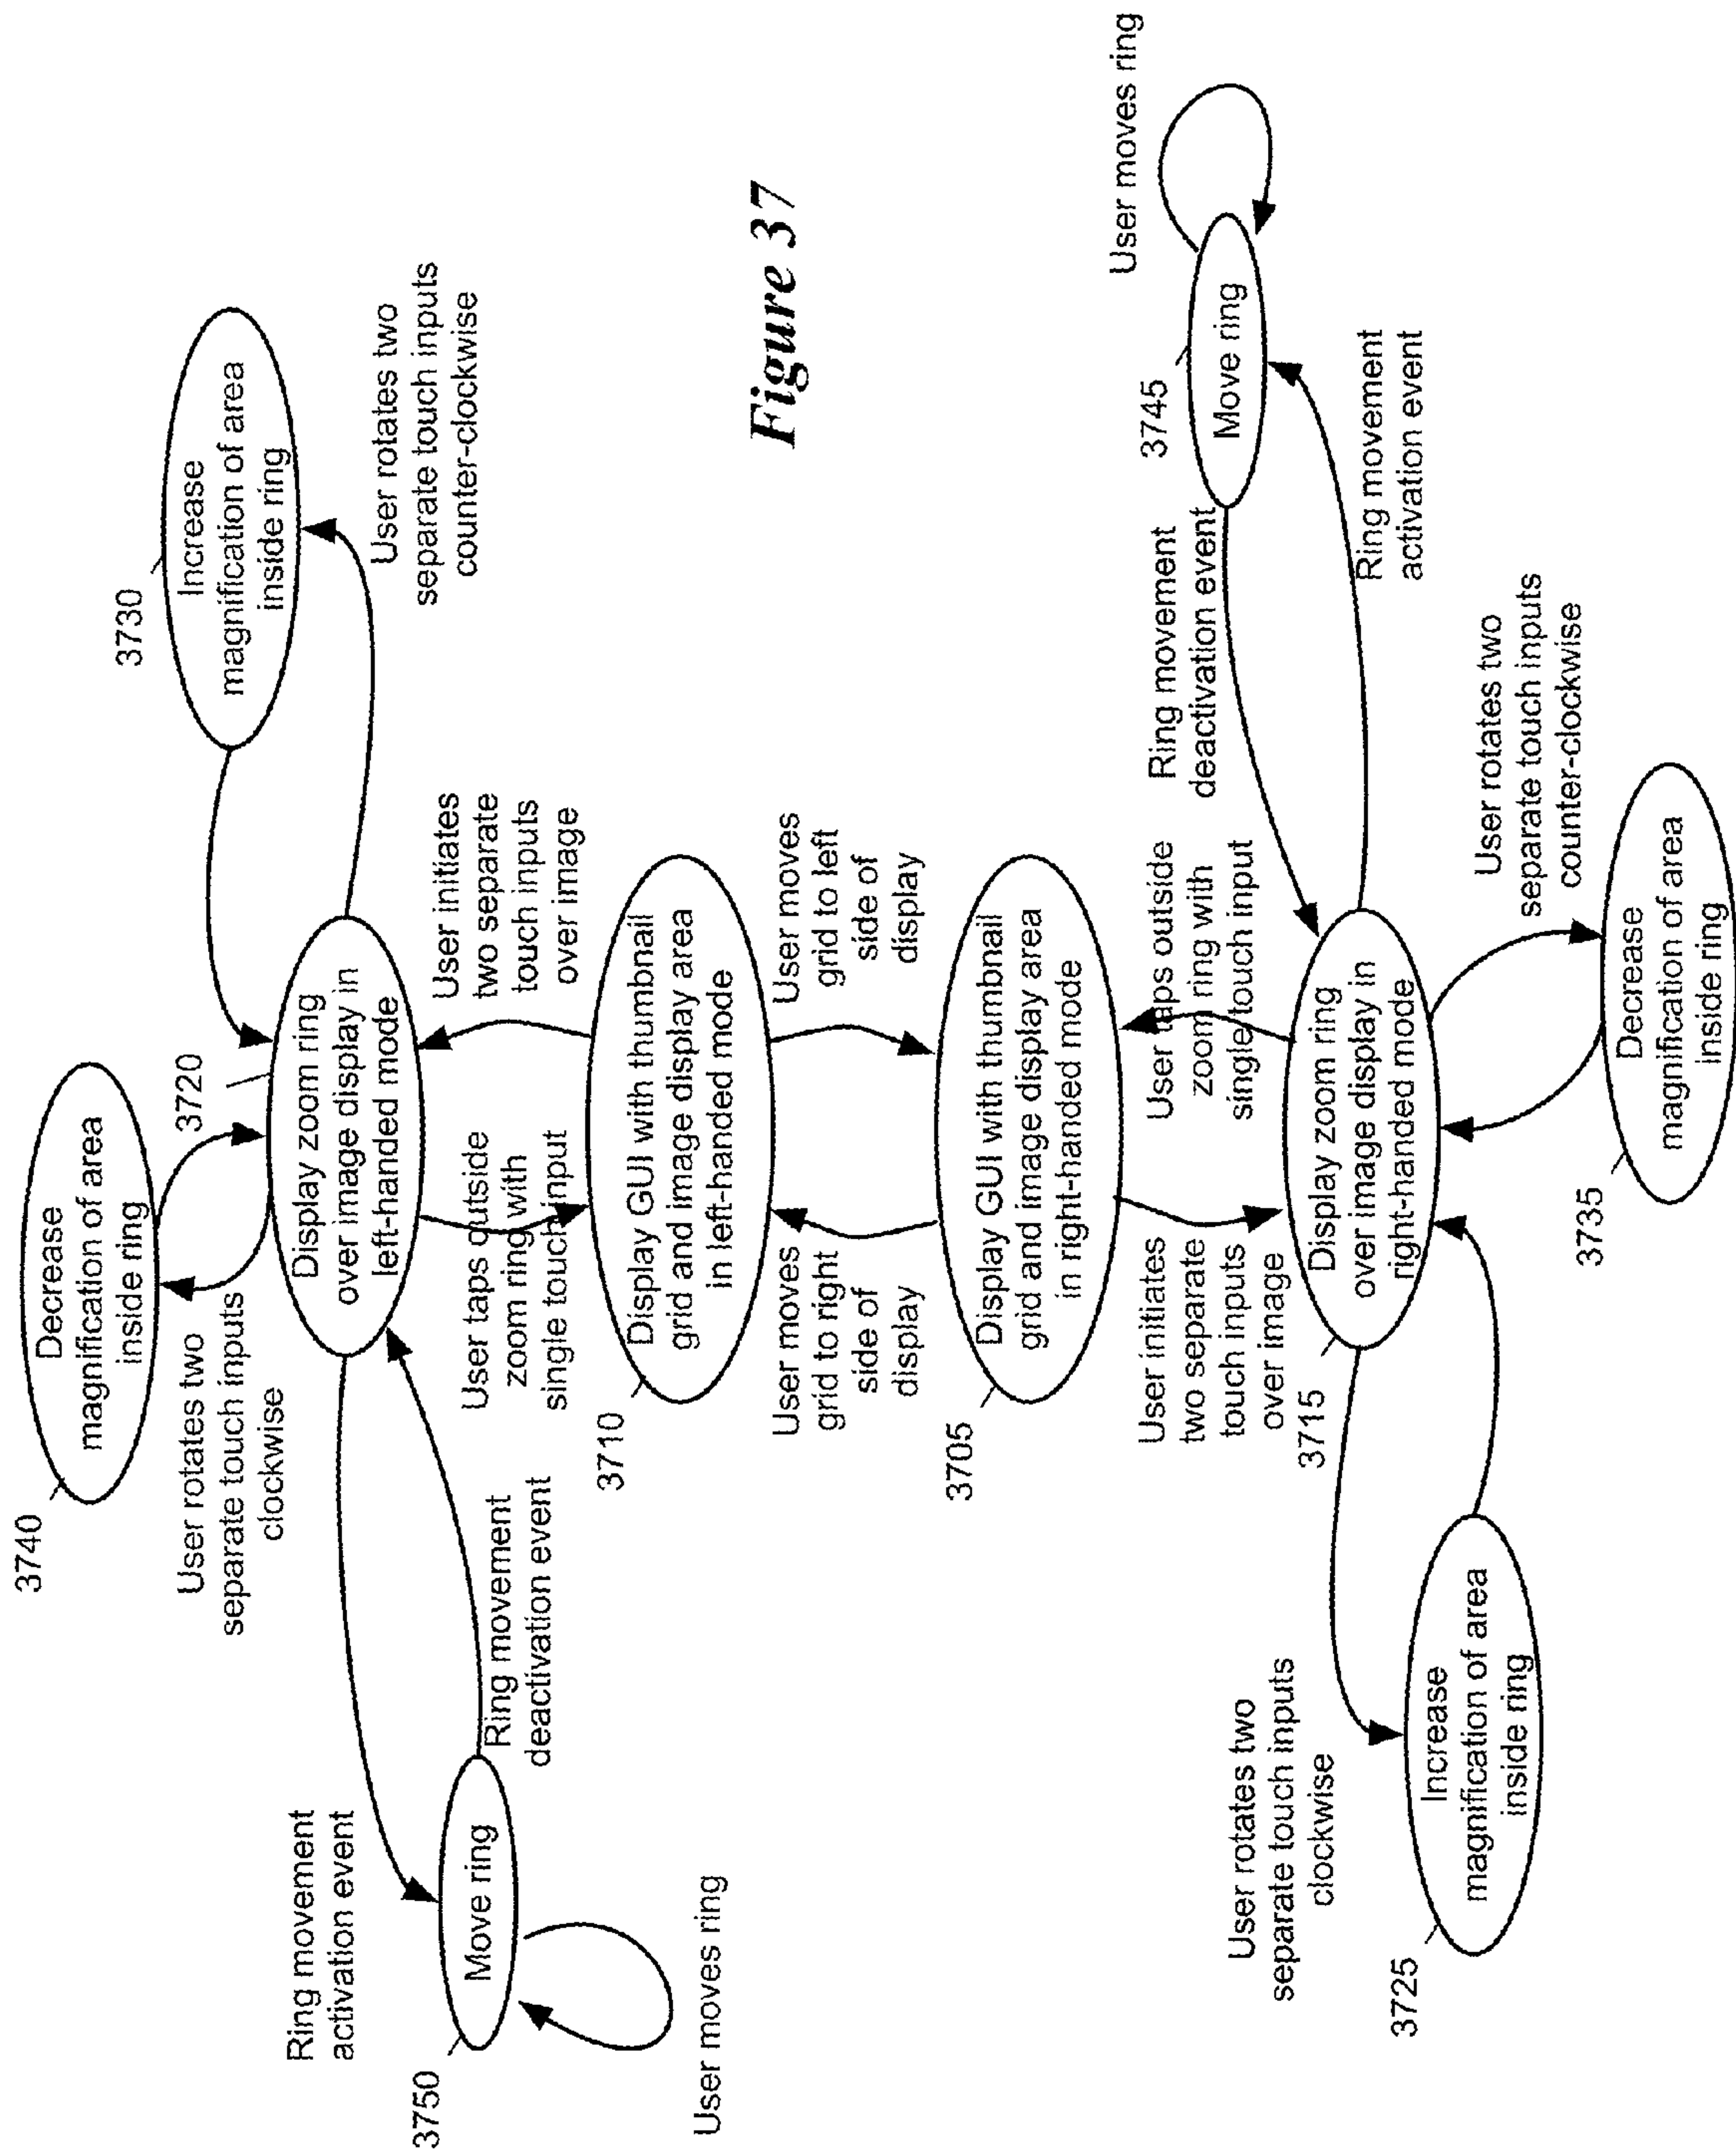 3740
Decrease
magnification of area
inside ring
User rotates two
separate touch inputs
clockwise
3720
Display zoom ring
over image display in
left-handed mode
3730
Increase
magnification of area
inside ring
User rotates two
separate touch inputs
counter-clockwise
Ring movement
activation event
3750
Move ring
User moves ring
Ring movement
deactivation event
User taps outside
zoom ring with
single touch input
User initiates
two separate
touch inputs
over image
3710
Display GUI with thumbnail
grid and image display area
in left-handed mode
User moves
grid to right
side of
display
User moves
grid to left
side of
display
Figure 37
3705
Display GUI with thumbnail
grid and image display area
in right-handed mode
User initiates
two separate
touch inputs
over image
User taps outside
zoom ring with
single touch input
3715
Display zoom ring
over image display in
right-handed mode
Ring movement
deactivation event
3745
Move ring
User moves ring
Ring movement
activation event
User rotates two
separate touch inputs
clockwise
3725
Increase
magnification of area
inside ring
User rotates two
separate touch inputs
counter-clockwise
3735
Decrease
magnification of area
inside ring